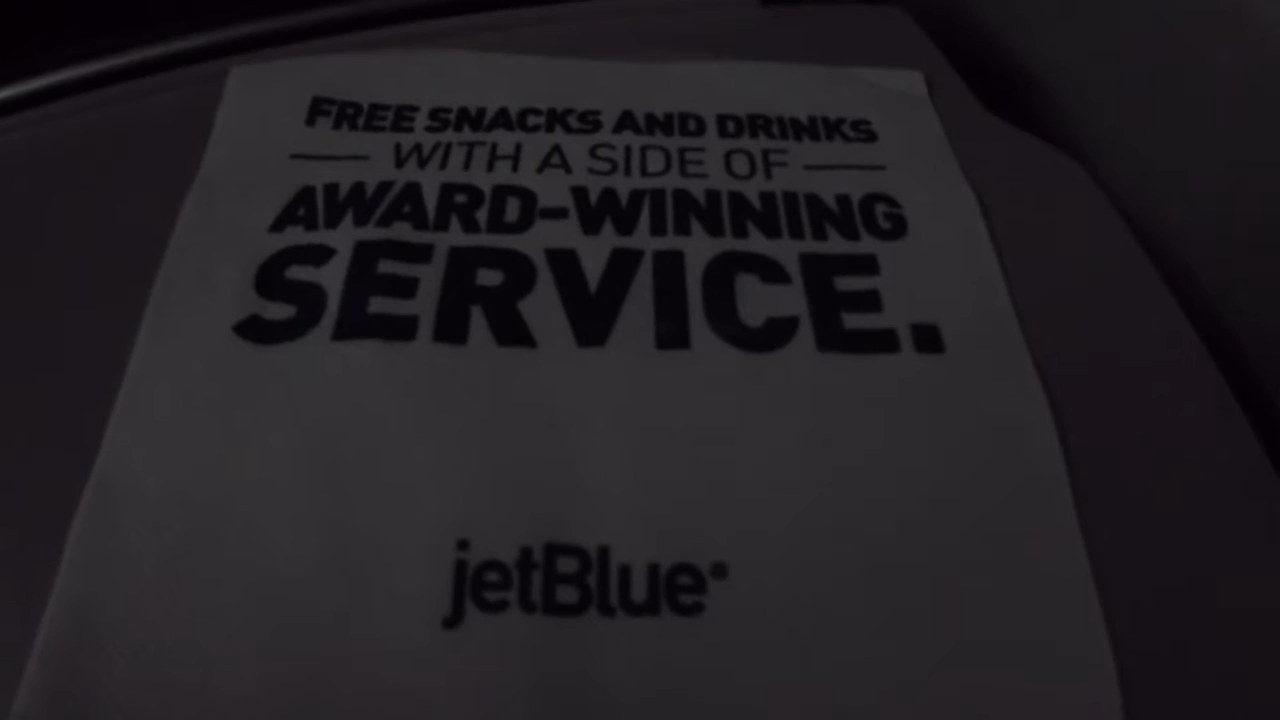 FREE SNACKS AND DRINKS
WITH A SIDE OF
AWARD-WINNING
SERVICE.
jetBlue®